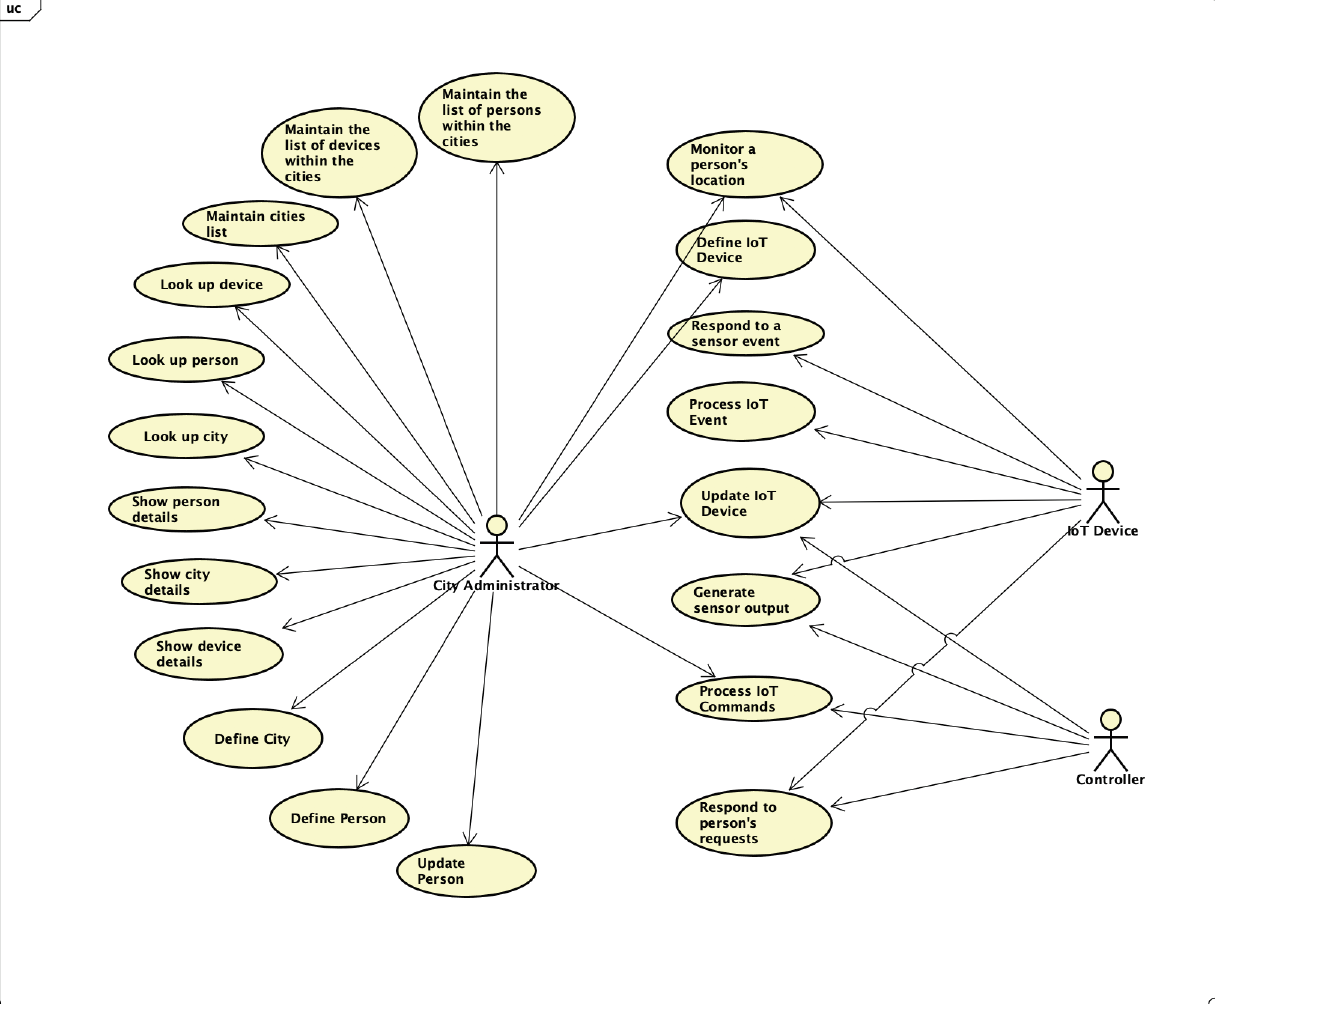 uc
Maintain the
list of persons
within the
cities
Maintain the
list of devices
within the
cities
Maintain cities
list
Look up device
Look up person
Look up city
Show person
details
Show city
details
Show device
details
Define City
Define Person
Update
Person
City Administrator
Monitor a
person's
location
Define IoT
Device
Respond to a
sensor event
Process IoT
Event
Update IoT
Device
Generate
sensor output
Process IoT
Commands
Respond to
person's
requests
IoT Device
Controller